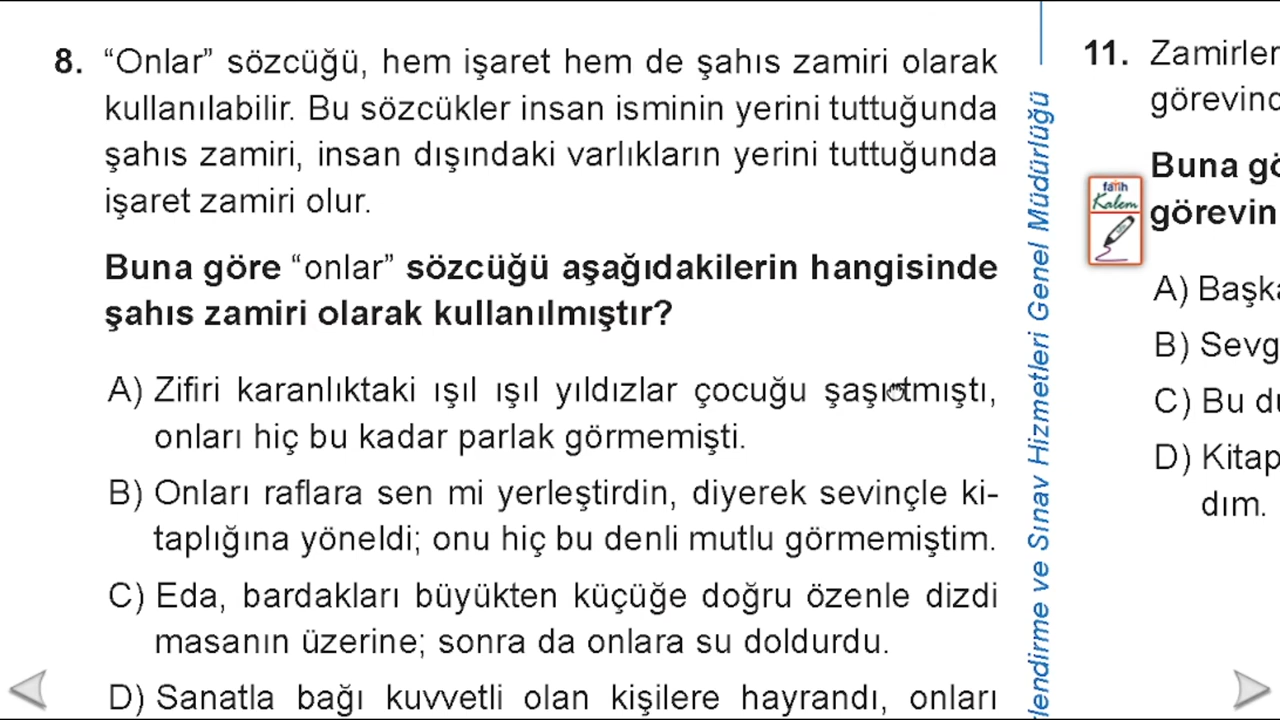 8. “Onlar” sözcüğü, hem işaret hem de şahıs zamiri olarak
kullanılabilir. Bu sözcükler insan isminin yerini tuttuğunda
şahıs zamiri, insan dışındaki varlıkların yerini tuttuğunda
işaret zamiri olur.
Buna göre “onlar” sözcüğü aşağıdakilerin hangisinde
şahıs zamiri olarak kullanılmıştır?
A) Zifiri karanlıktaki ışıl ışıl yıldızlar çocuğu şaşırtmıştı,
onları hiç bu kadar parlak görmemişti.
B) Onları raflara sen mi yerleştirdin, diyerek sevinçle ki-
taplığına yöneldi; onu hiç bu denli mutlu görmemiştim.
C) Eda, bardakları büyükten küçüğe doğru özenle dizdi
masanın üzerine; sonra da onlara su doldurdu.
D) Sanatla bağı kuvvetli olan kişilere hayrandı, onları
lendirme ve Sınav Hizmetleri Genel Müdürlüğü
11. Zamirler
görevinc
Buna gö
görevin
fatih
Kalem
A) Başka
B) Sevg
C) Bu du
D) Kitap
dım.